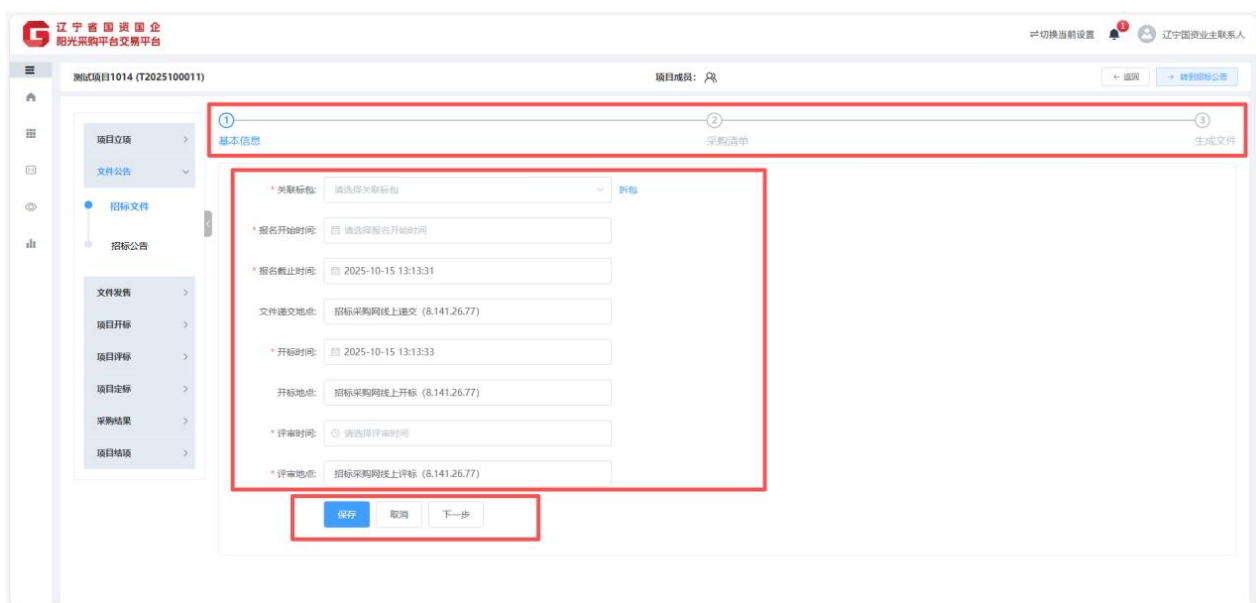 辽宁省国资国企
阳光采购平台交易平台
切换当前设置
1
辽宁国资业主联系人
测试项目1014 (T2025100011)
项目成员:
← 返回
→ 转到招标公告
项目立项
文件公告
招标文件
招标公告
文件发售
项目开标
项目评标
项目定标
采购结果
项目结项
1
基本信息
2
采购清单
3
生成文件
* 关联标包: 请选择关联标包 拆包
* 报名开始时间: 请选择报名开始时间
* 报名截止时间: 2025-10-15 13:13:31
文件递交地点: 招标采购网线上递交 (8.141.26.77)
* 开标时间: 2025-10-15 13:13:33
开标地点: 招标采购网线上开标 (8.141.26.77)
* 评审时间: 请选择评审时间
* 评审地点: 招标采购网线上评标 (8.141.26.77)
保存 取消 下一步